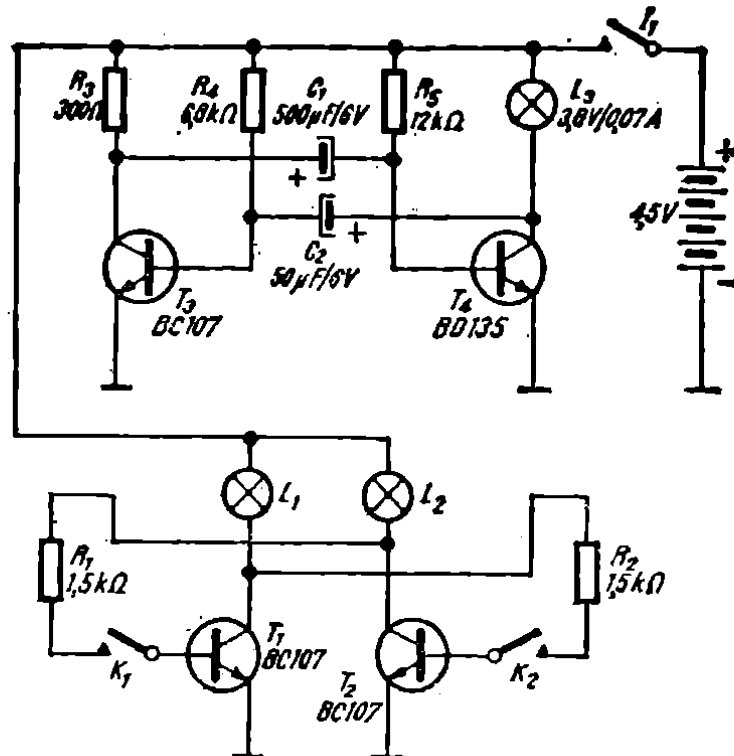 P₁
R₃
300Ω
R₄
6,8kΩ
C₁
500µF/6V
R₅
12kΩ
L₃
3,8V/0,07A
+
+
4,5V
+
C₂
50µF/6V
T₃
BC107
T₄
BD135
-
L₁
L₂
R₁
1,5kΩ
R₂
1,5kΩ
T₁
BC107
K₁
T₂
BC107
K₂